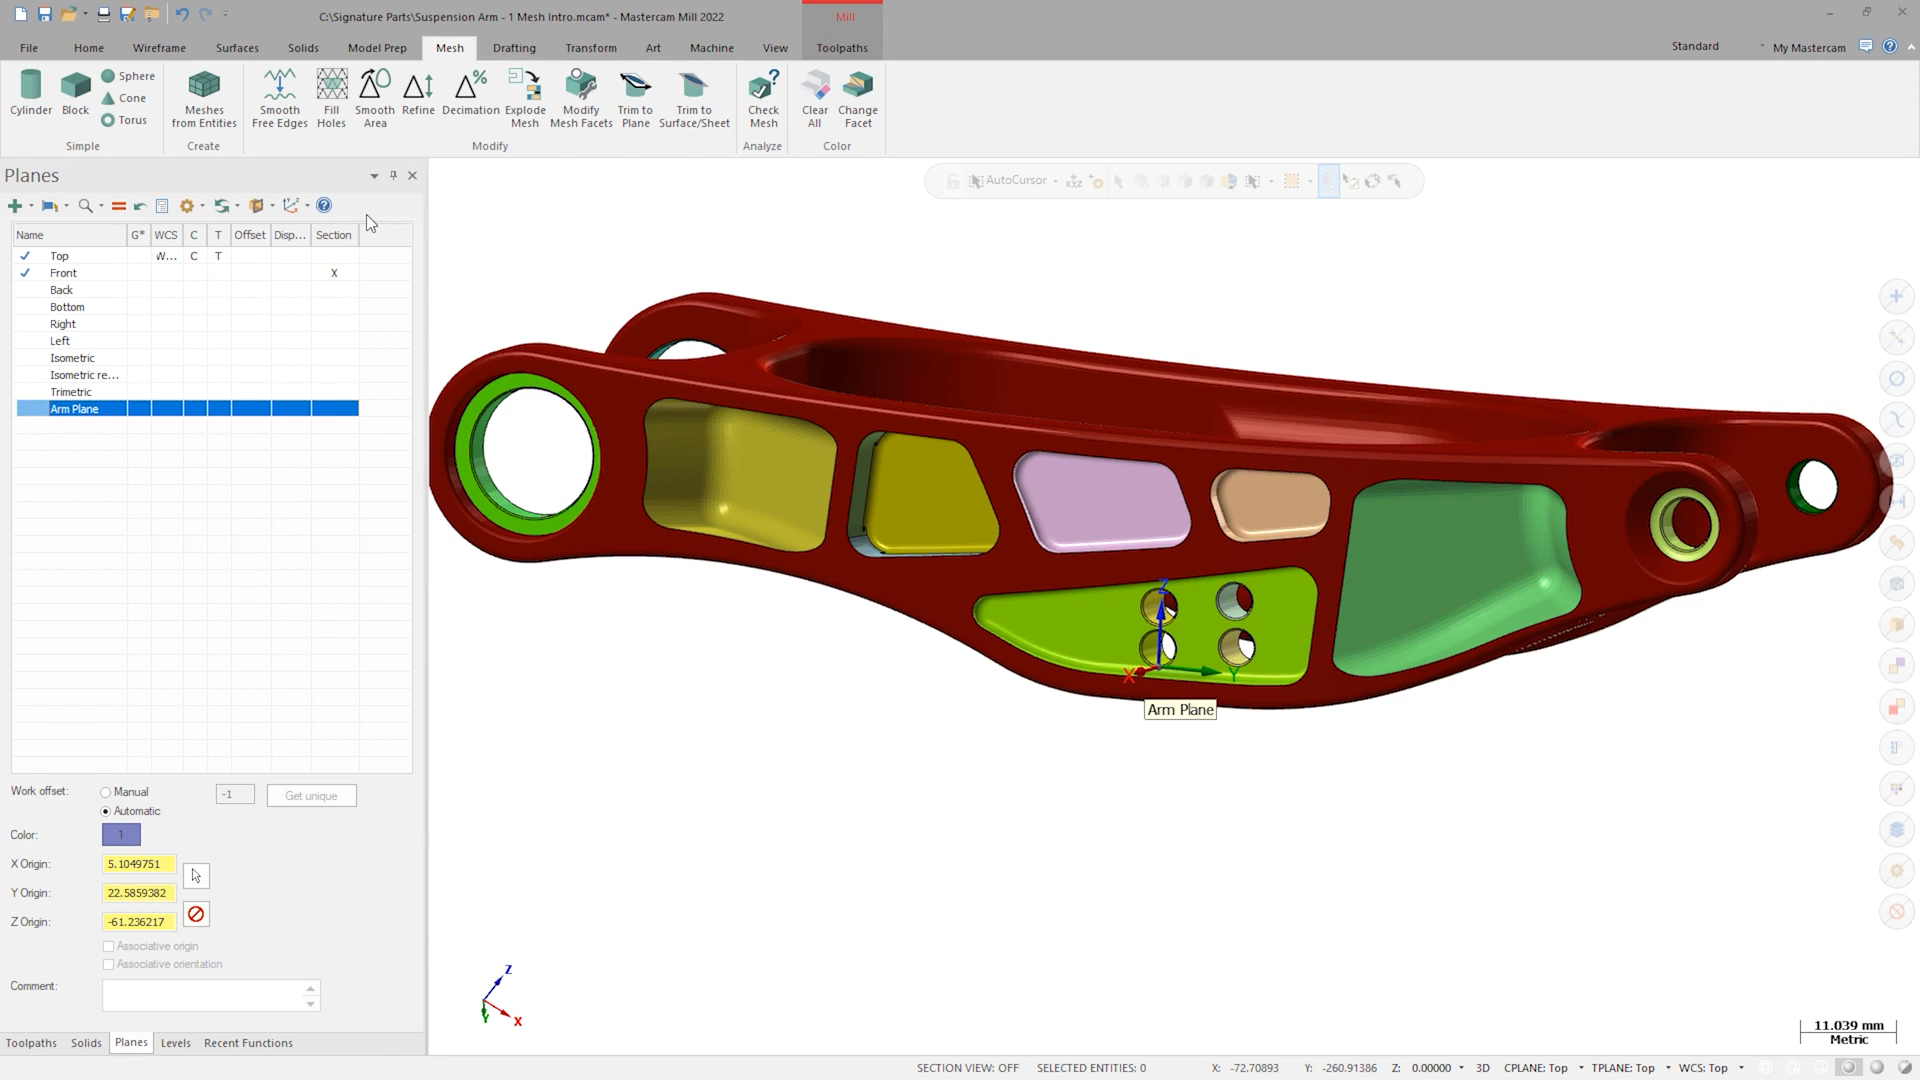 C:\Signature Parts\Suspension Arm - 1 Mesh Intro.mcam* - Mastercam Mill 2022
Mill
File Home Wireframe Surfaces Solids Model Prep Mesh Drafting Transform Art Machine View Toolpaths
Standard My Mastercam
Cylinder Block Sphere Cone Torus
Meshes from Entities
Smooth Free Edges
Fill Holes
Smooth Area
Refine
Decimation
Explode Mesh
Modify Mesh Facets
Trim to Plane
Trim to Surface/Sheet
Check Mesh
Clear All
Change Facet
Simple Create Modify Analyze Color
Planes
AutoCursor
Name G* WCS C T Offset Disp... Section
Top W... C T
Front X
Back
Bottom
Right
Left
Isometric
Isometric re...
Trimetric
Arm Plane
Z
X Y
Arm Plane
Work offset: Manual -1 Get unique
Automatic
Color: 1
X Origin: 5.1049751
Y Origin: 22.5859382
Z Origin: -61.236217
Associative origin
Associative orientation
Comment:
Z
Y X
11.039 mm
Metric
Toolpaths Solids Planes Levels Recent Functions
SECTION VIEW: OFF SELECTED ENTITIES: 0 X: -72.70893 Y: -260.91386 Z: 0.00000 3D CPLANE: Top TPLANE: Top WCS: Top